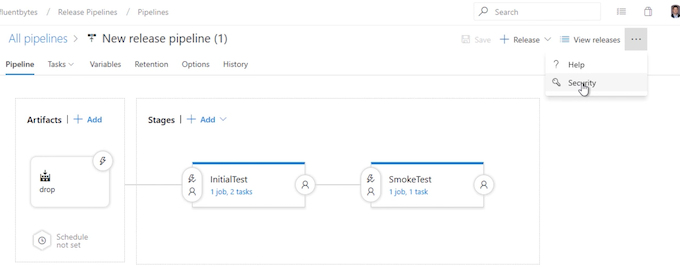 fluentbytes / Release Pipelines / Pipelines Search
All pipelines > New release pipeline (1) Save + Release View releases ...
Pipeline Tasks Variables Retention Options History
? Help
Security
Artifacts | + Add Stages | + Add
drop
InitialTest
1 job, 2 tasks
SmokeTest
1 job, 1 task
Schedule
not set